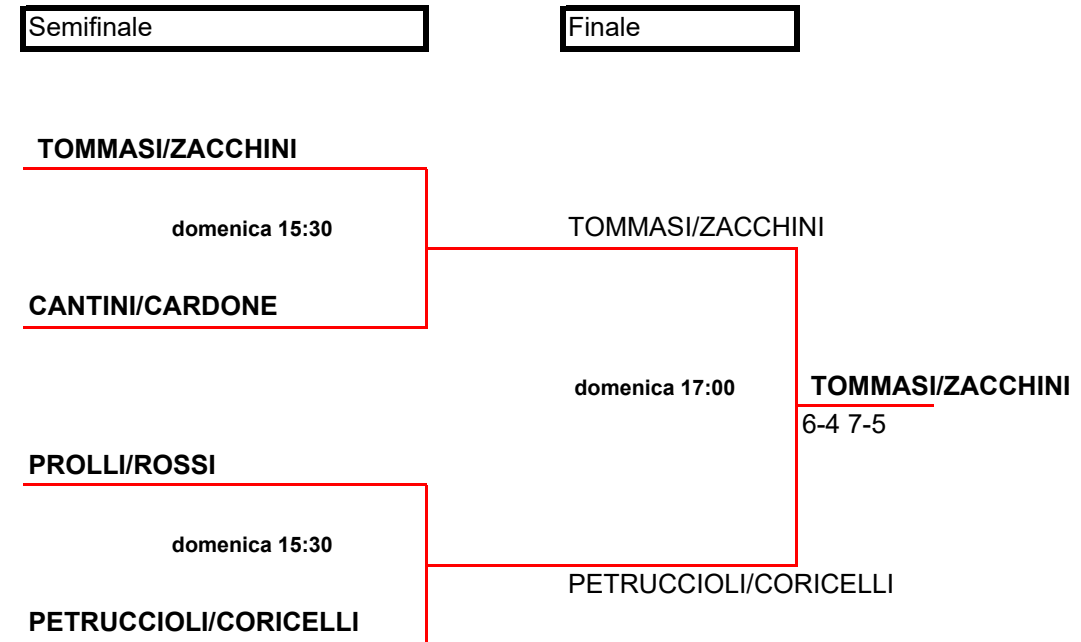 Semifinale
Finale
TOMMASI/ZACCHINI
domenica 15:30
TOMMASI/ZACCHINI
CANTINI/CARDONE
domenica 17:00
TOMMASI/ZACCHINI
6-4 7-5
PROLLI/ROSSI
domenica 15:30
PETRUCCIOLI/CORICELLI
PETRUCCIOLI/CORICELLI